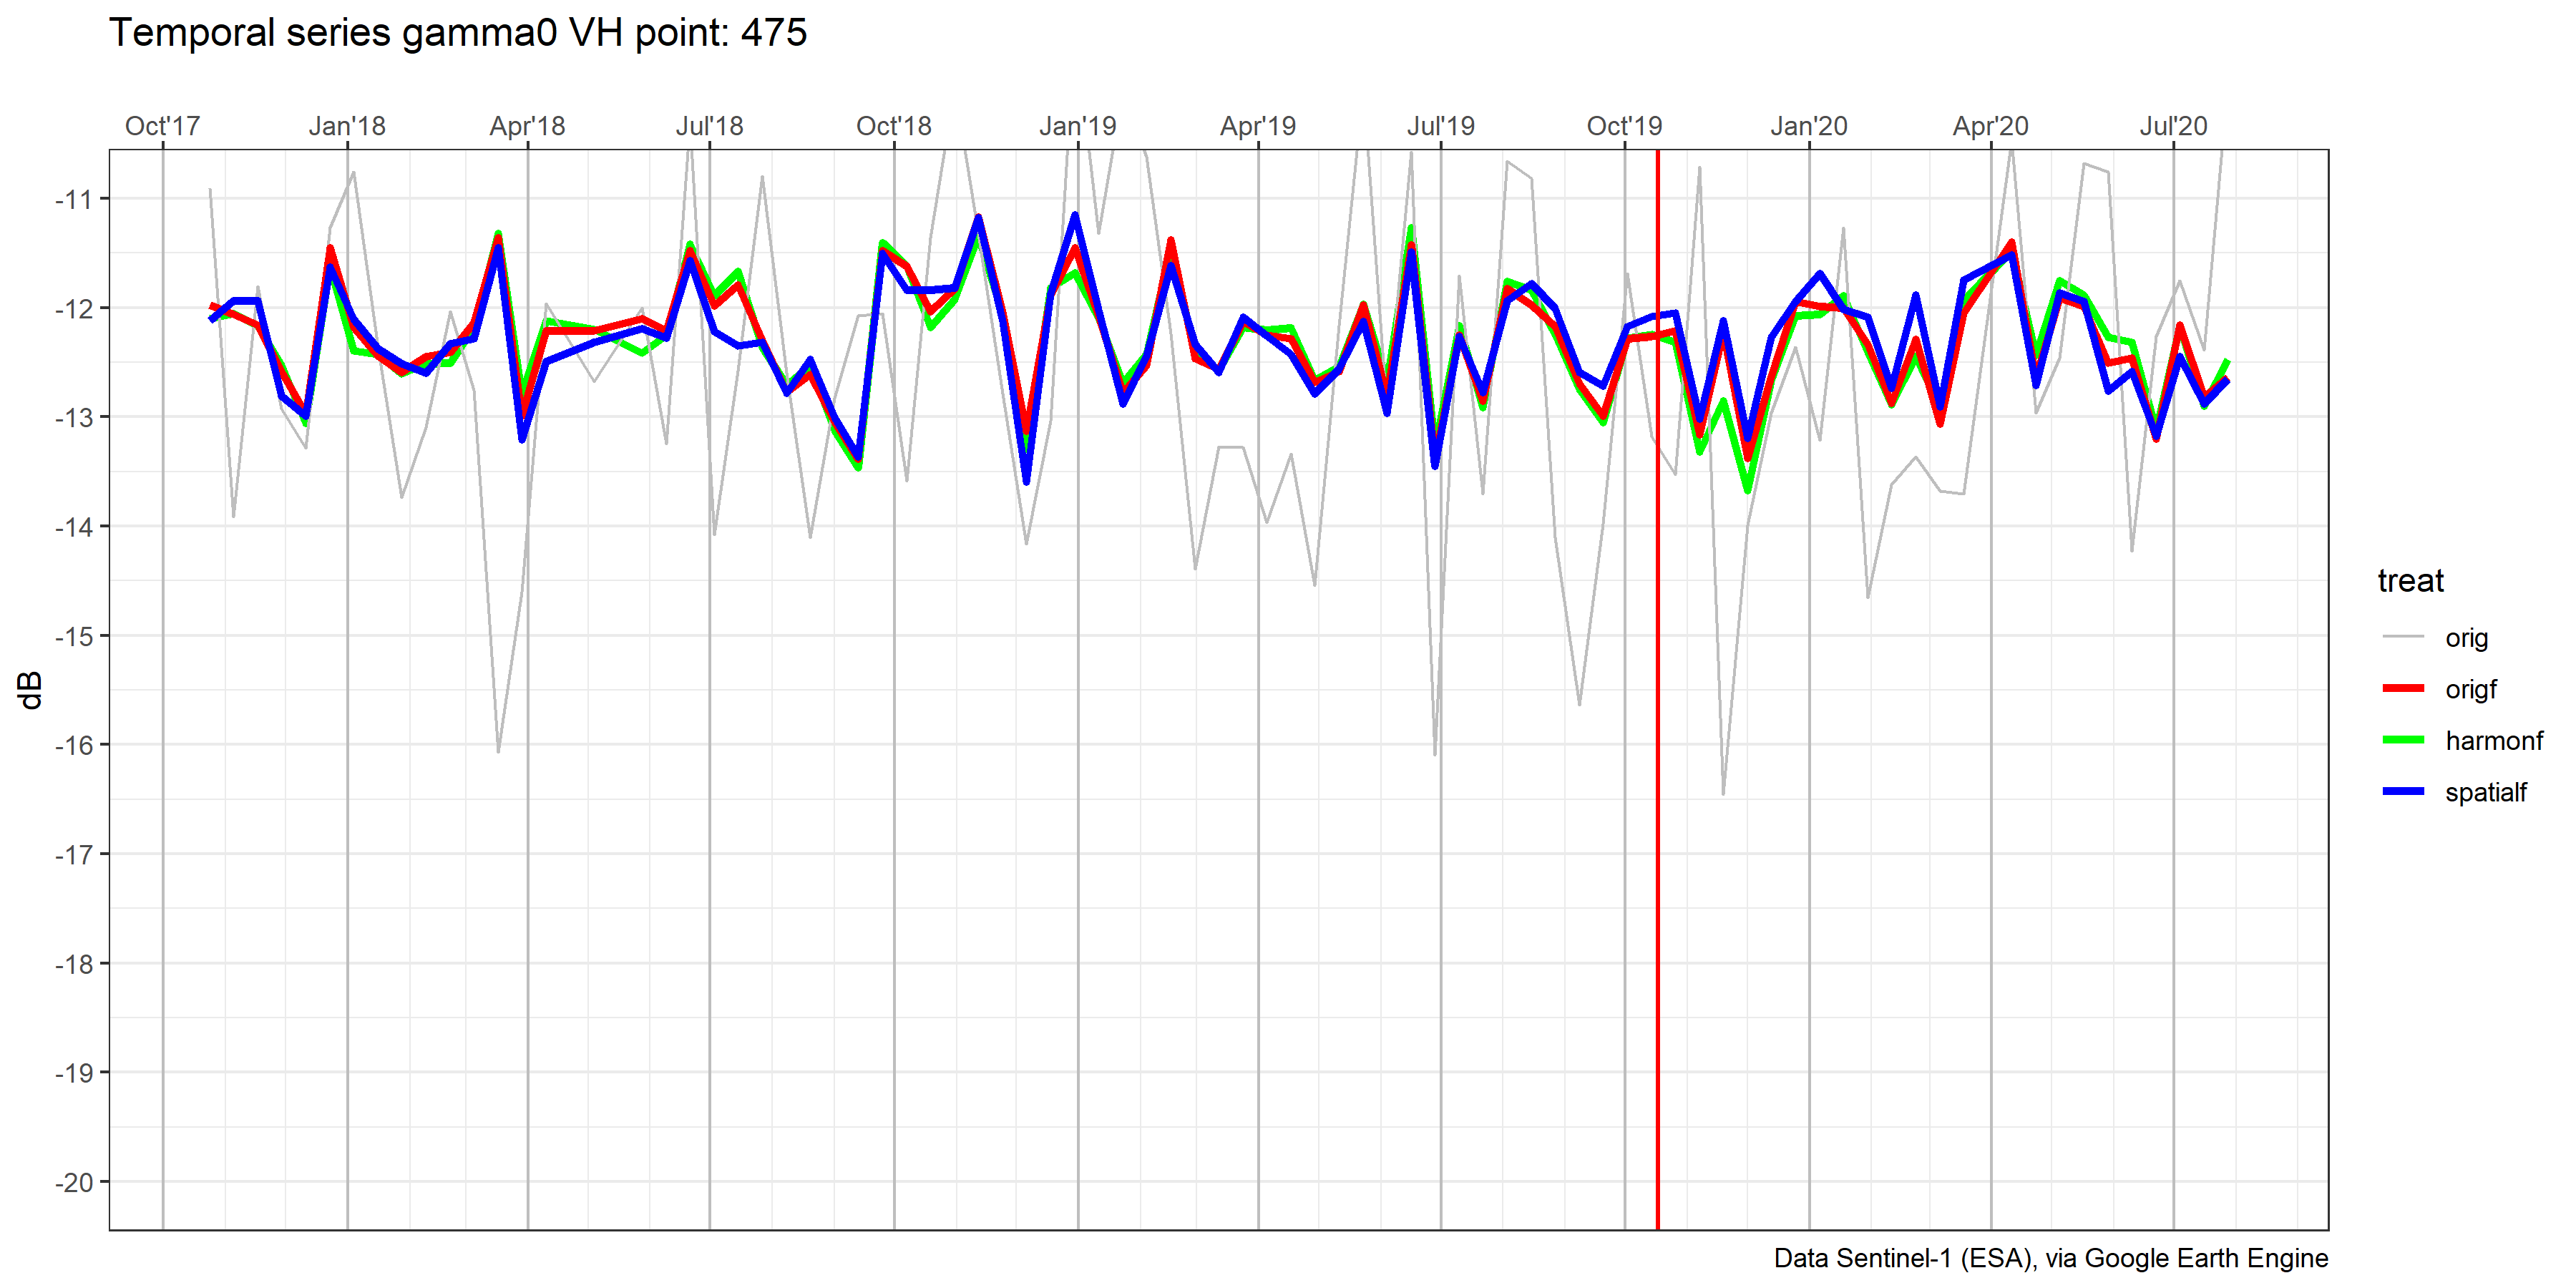 Temporal series gamma0 VH point: 475
Oct'17 Jan'18 Apr'18 Jul'18 Oct'18 Jan'19 Apr'19 Jul'19 Oct'19 Jan'20 Apr'20 Jul'20
-11
-12
-13
-14
-15
-16
-17
-18
-19
-20
dB
treat
orig
origf
harmonf
spatialf
Data Sentinel-1 (ESA), via Google Earth Engine